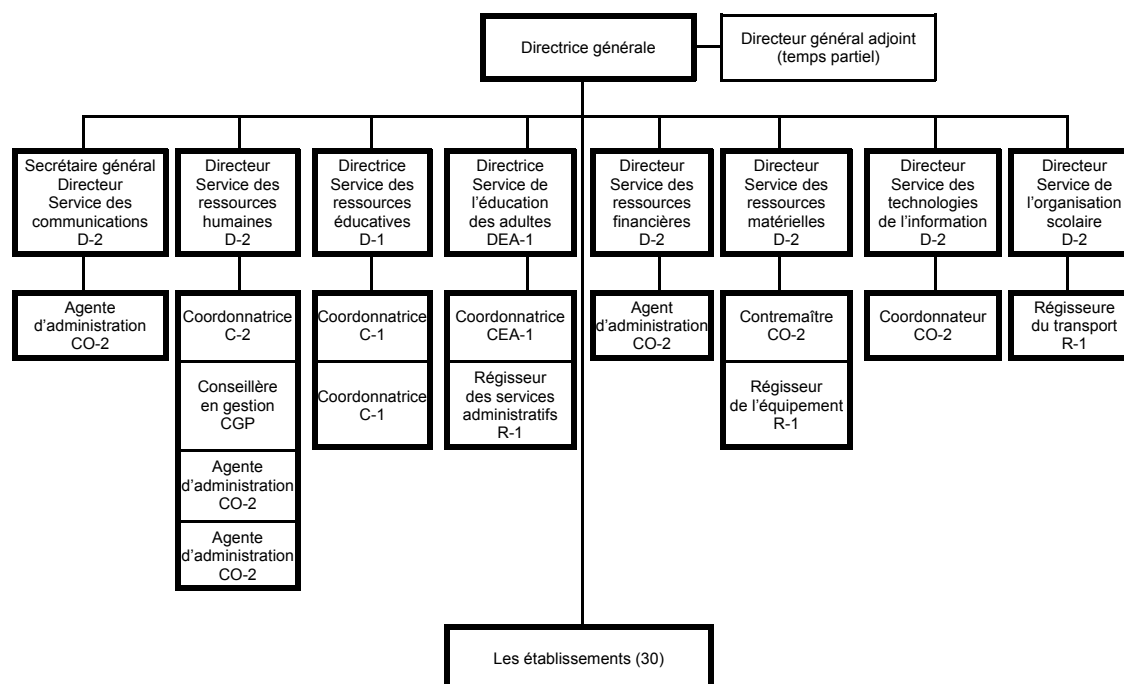 Directrice générale
Directeur général adjoint
(temps partiel)
Secrétaire général
Directeur
Service des
communications
D-2
Directeur
Service des
ressources
humaines
D-2
Directrice
Service des
ressources
éducatives
D-1
Directrice
Service de
l'éducation
des adultes
DEA-1
Directeur
Service des
ressources
financières
D-2
Directeur
Service des
ressources
matérielles
D-2
Directeur
Service des
technologies
de l'information
D-2
Directeur
Service de
l'organisation
scolaire
D-2
Agente
d'administration
CO-2
Coordonnatrice
C-2
Conseillère
en gestion
CGP
Agente
d'administration
CO-2
Agente
d'administration
CO-2
Coordonnatrice
C-1
Coordonnatrice
C-1
Coordonnatrice
CEA-1
Régisseur
des services
administratifs
R-1
Agent
d'administration
CO-2
Contremaître
CO-2
Régisseur
de l'équipement
R-1
Coordonnateur
CO-2
Régisseure
du transport
R-1
Les établissements (30)